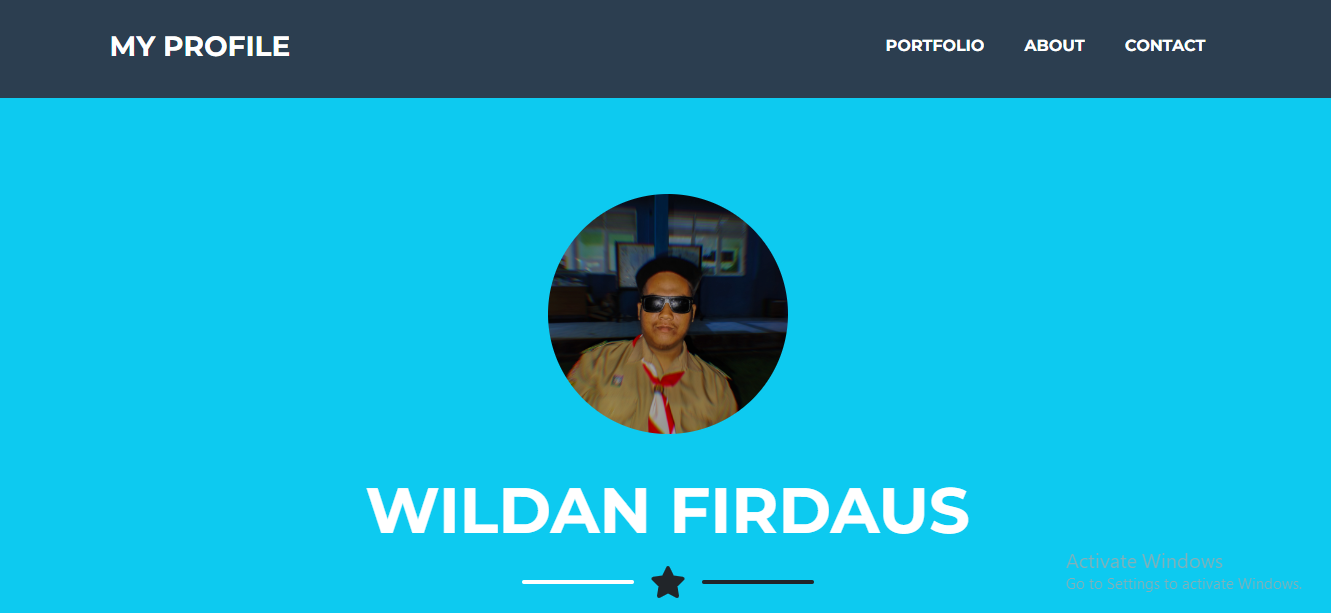 MY PROFILE
PORTFOLIO ABOUT CONTACT
WILDAN FIRDAUS
Activate Windows
Go to Settings to activate Windows.